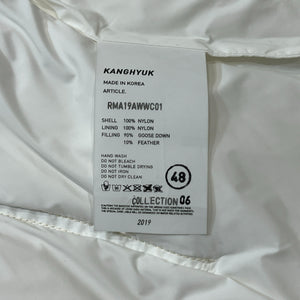 KANGHYUK
MADE IN KOREA
ARTICLE.
RMA19AWWC01
SHELL 100% NYLON
LINING 100% NYLON
FILLING 90% GOOSE DOWN
10% FEATHER
HAND WASH
DO NOT BLEACH
DO NOT TUMBLE DRYING
DO NOT IRON
DO NOT DRY CLEAN
48
COLLECTION 06
2019